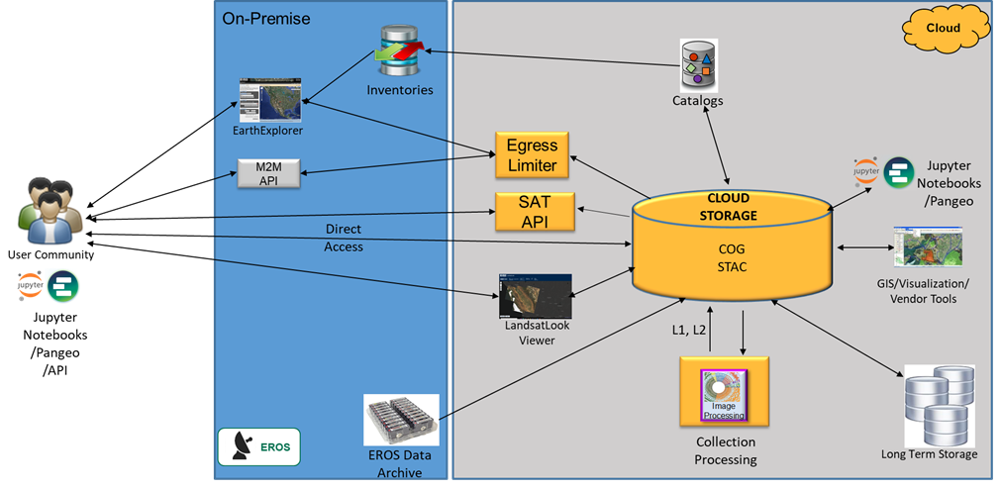 On-Premise
Cloud
Inventories
Catalogs
EarthExplorer
Egress
Limiter
M2M
API
jupyter
Jupyter
Notebooks
/Pangeo
SAT
API
CLOUD
STORAGE
COG
STAC
Direct
Access
User Community
jupyter
Jupyter
Notebooks
/Pangeo
/API
GIS/Visualization/
Vendor Tools
LandsatLook
Viewer
L1, L2
Image
Processing
Collection
Processing
Long Term Storage
EROS
EROS Data
Archive